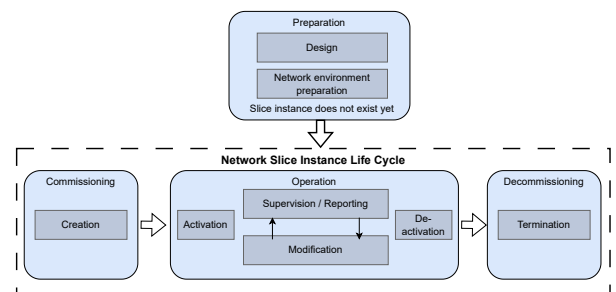 Preparation
Design
Network environment
preparation
Slice instance does not exist yet
Network Slice Instance Life Cycle
Commissioning
Creation
Operation
Activation
Supervision / Reporting
Modification
De-
activation
Decommissioning
Termination